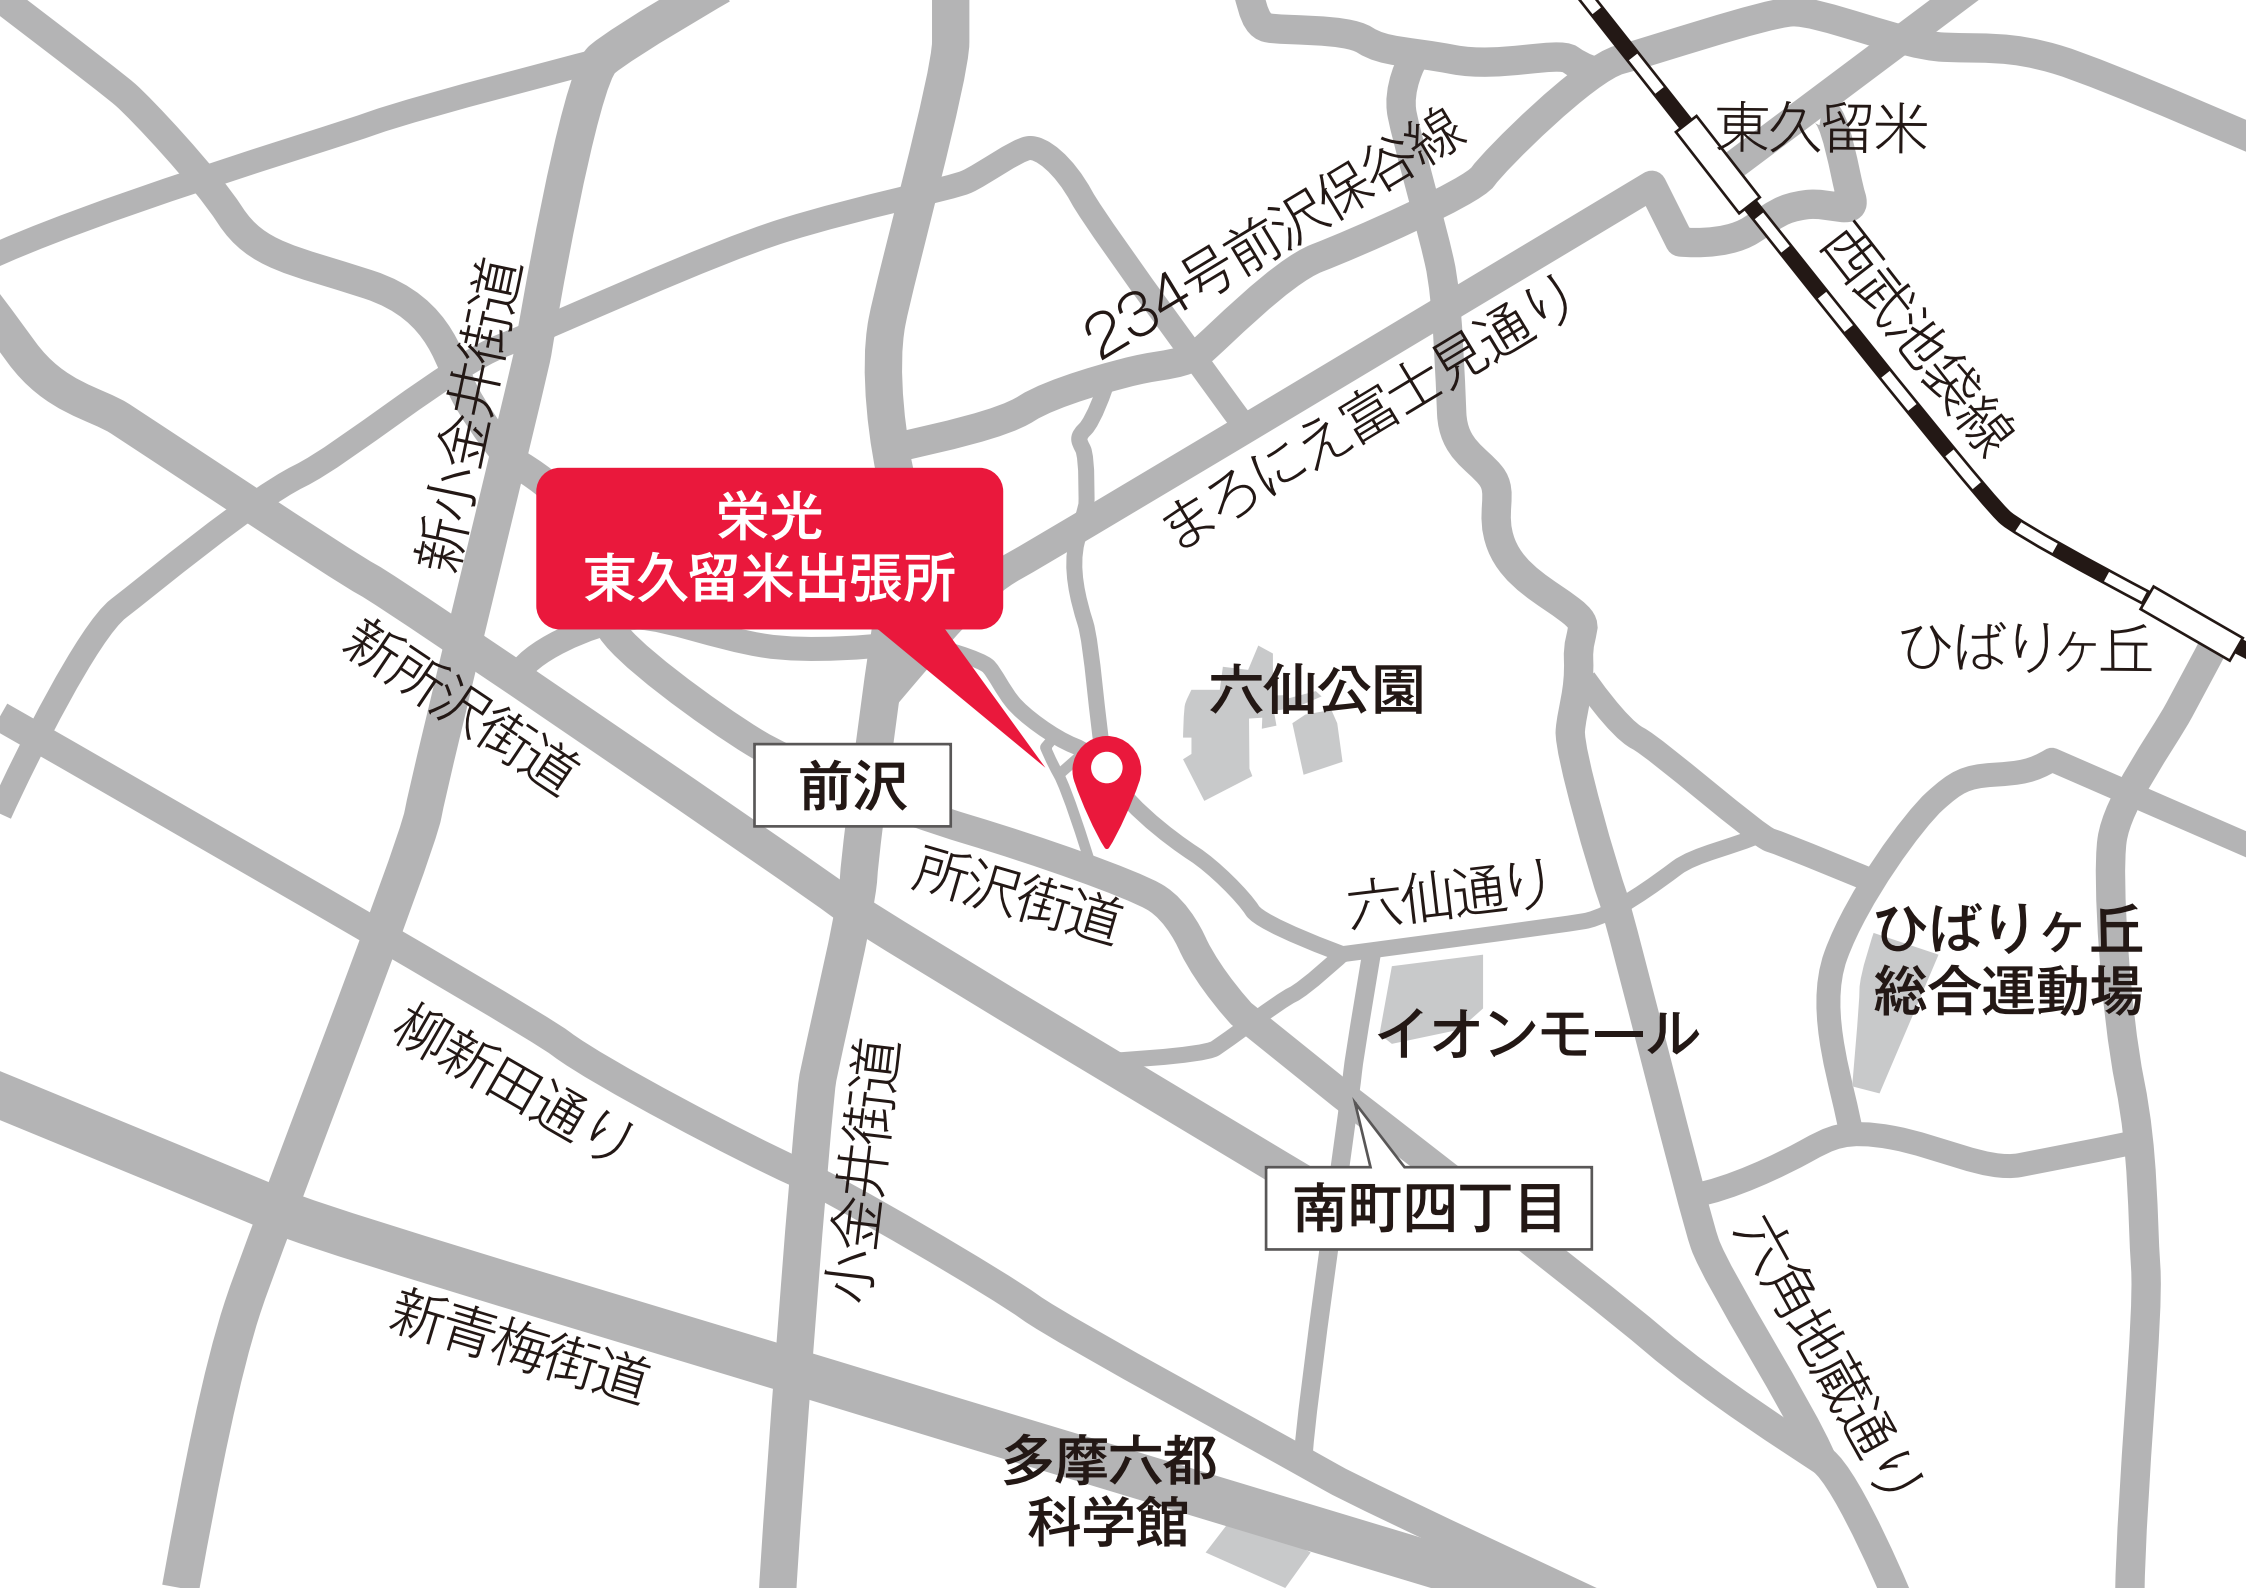 東久留米
234号前沢保谷線
西武池袋線
新小金井街道
まろにえ富士見通り
栄光
東久留米出張所
ひばりヶ丘
新所沢街道
六仙公園
前沢
所沢街道
六仙通り
ひばりヶ丘
総合運動場
イオンモール
柳新田通り
小金井街道
南町四丁目
六角地蔵通り
新青梅街道
多摩六都
科学館